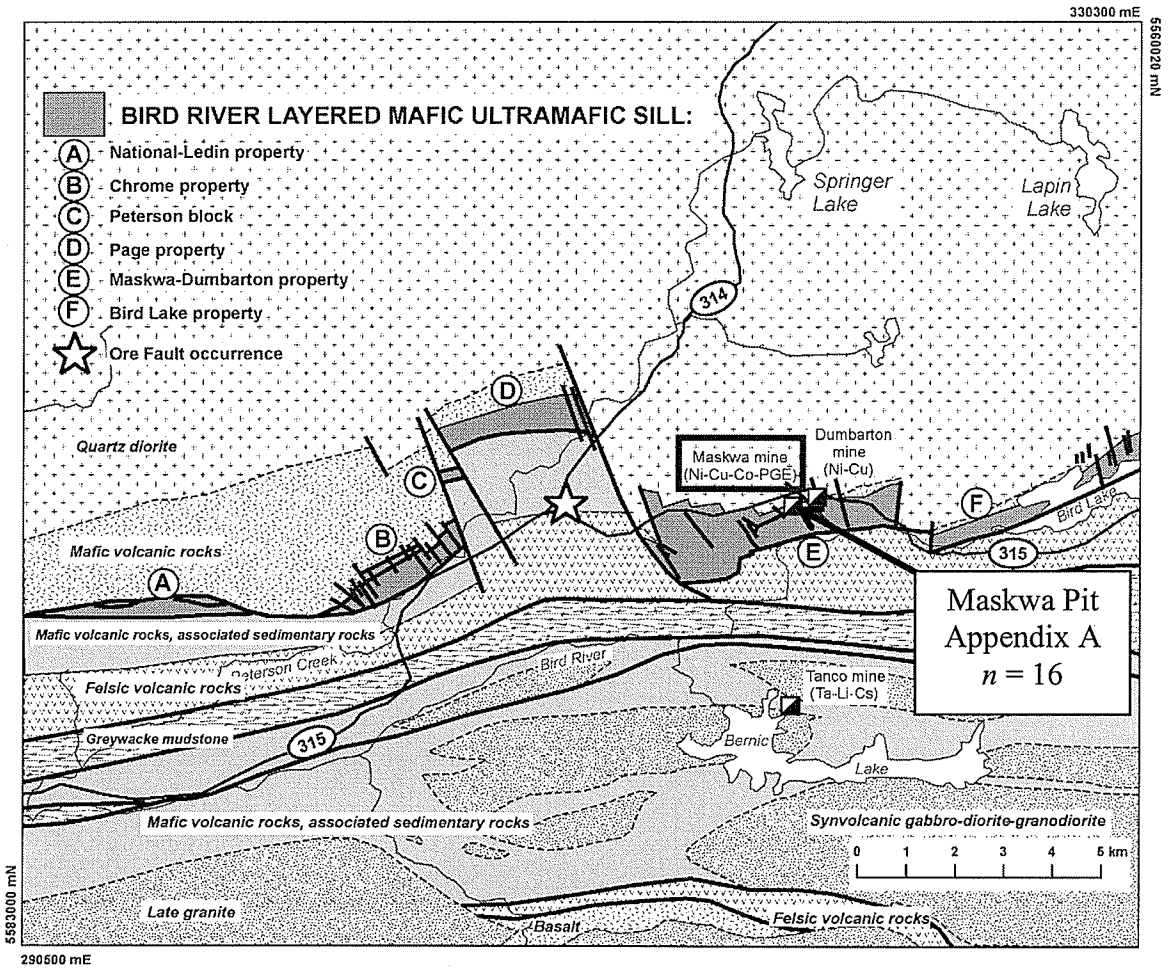 330300 mE
5566020 mN
BIRD RIVER LAYERED MAFIC ULTRAMAFIC SILL:
A National-Ledin property
B Chrome property
C Peterson block
D Page property
E Maskwa-Dumbarton property
F Bird Lake property
Ore Fault occurrence
Springer
Lake
Lapin
Lake
314
D
Quartz diorite
Maskwa mine
(Ni-Cu-Co-PGE)
Dumbarton
mine
(Ni-Cu)
C
F
Bird Lake
B
E
315
Mafic volcanic rocks
A
Maskwa Pit
Appendix A
n = 16
Mafic volcanic rocks, associated sedimentary rocks
Peterson Creek
Bird River
Felsic volcanic rocks
Tanco mine
(Ta-Li-Cs)
Greywacke mudstone
315
Bernic
Lake
Mafic volcanic rocks, associated sedimentary rocks
Synvolcanic gabbro-diorite-granodiorite
0 1 2 3 4 5 km
Late granite
Felsic volcanic rocks
Basalt
5583000 mN
290500 mE